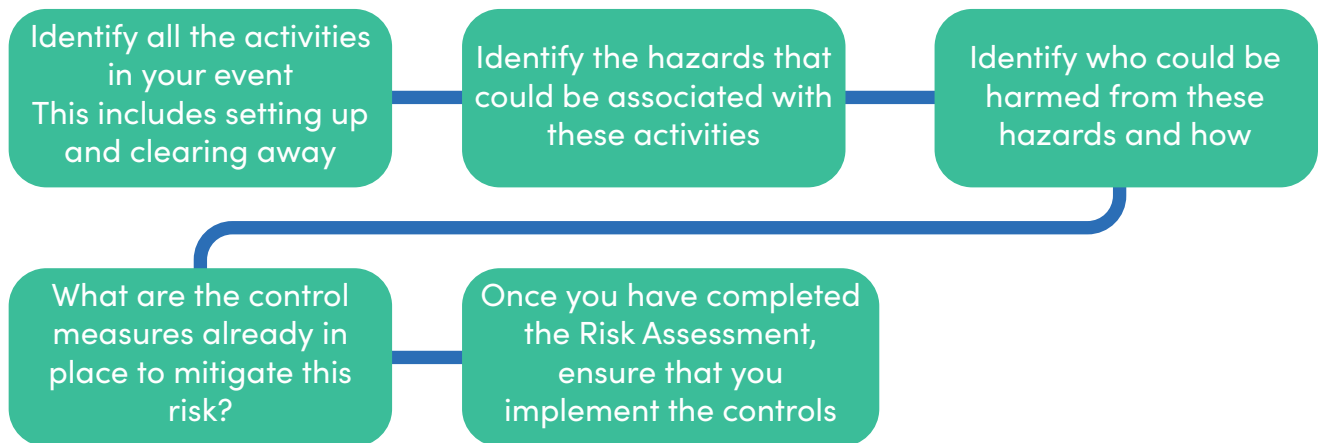 Identify all the activities
in your event
This includes setting up
and clearing away
Identify the hazards that
could be associated with
these activities
Identify who could be
harmed from these
hazards and how
What are the control
measures already in
place to mitigate this
risk?
Once you have completed
the Risk Assessment,
ensure that you
implement the controls